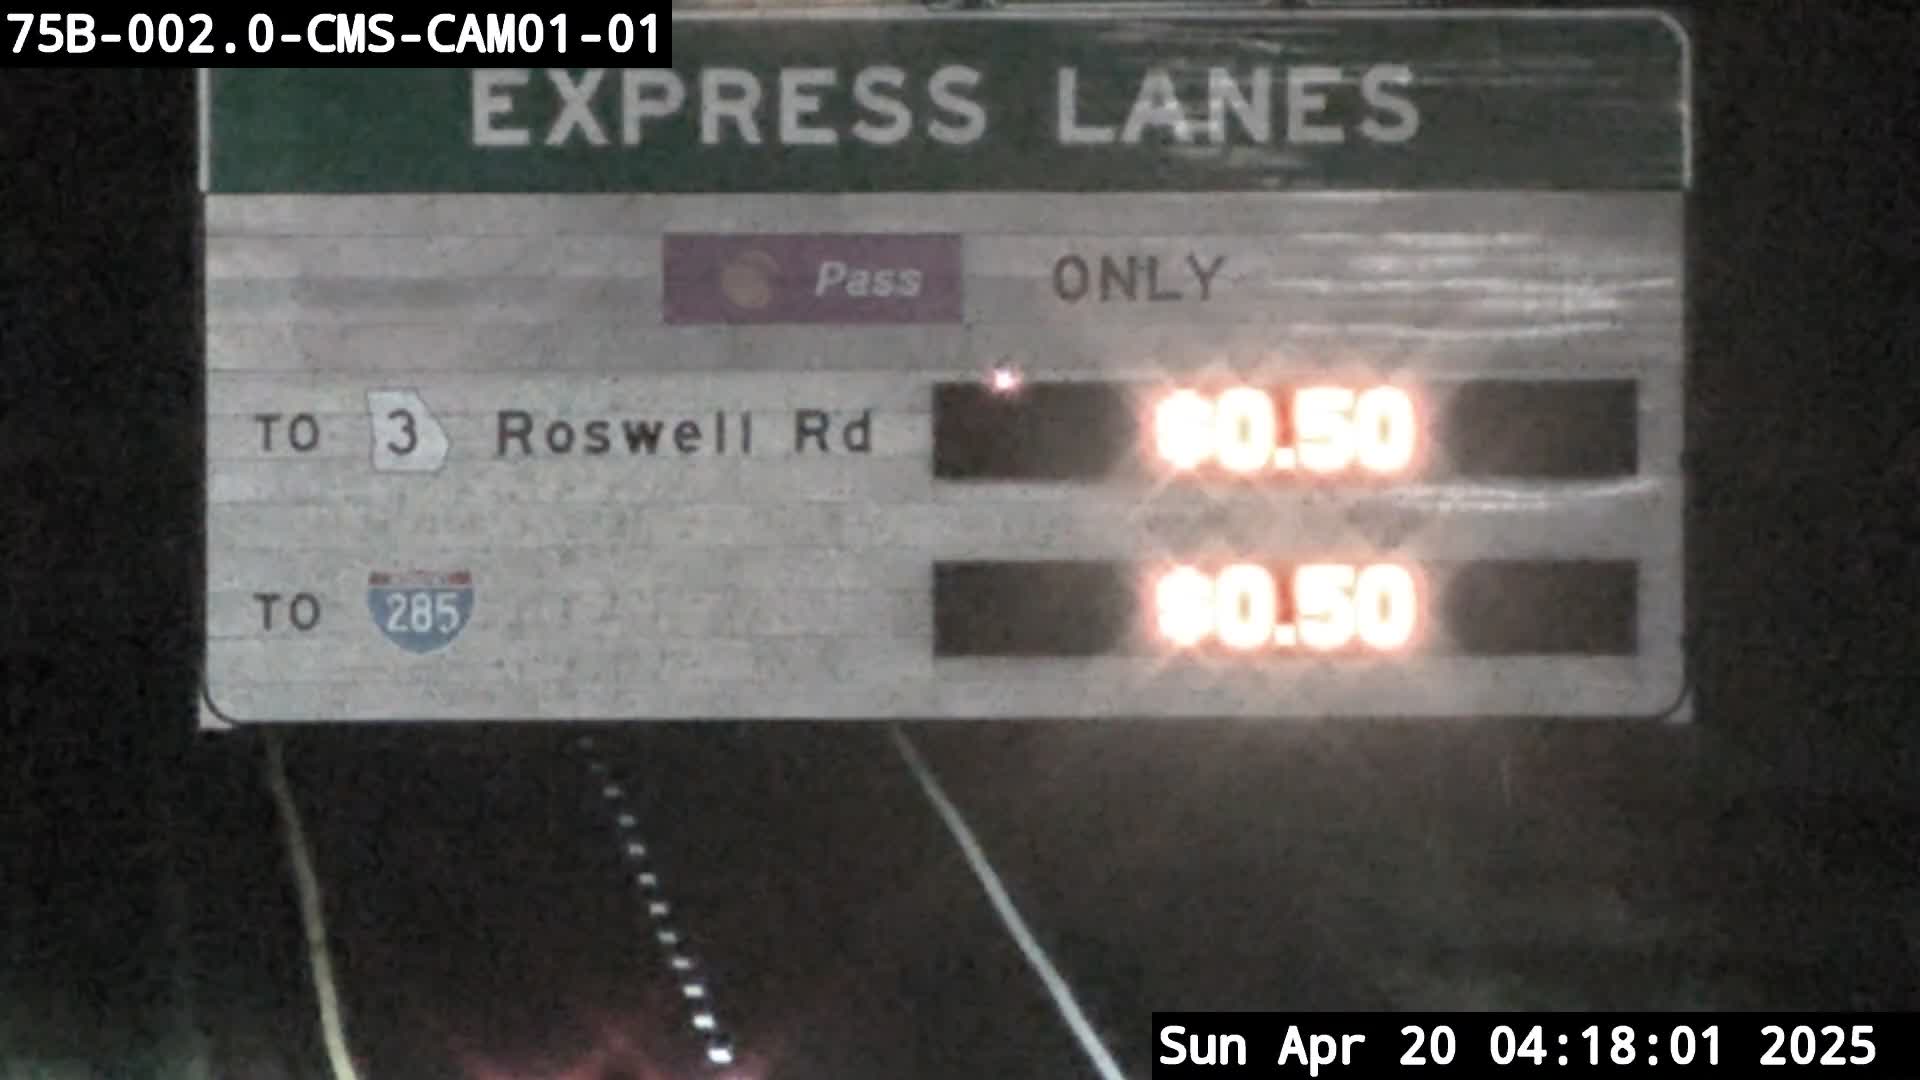 75B-002.0-CMS-CAM01-01
EXPRESS LANES
Pass ONLY
TO 3 Roswell Rd $0.50
TO 285 $0.50
Sun Apr 20 04:18:01 2025